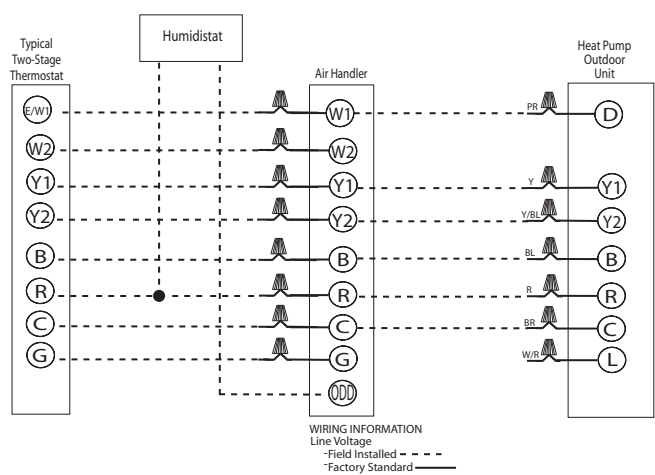 Humidistat
Typical
Two-Stage
Thermostat
Air Handler
Heat Pump
Outdoor
Unit
E/W1
W1
PR
D
W2
W2
Y1
Y1
Y
Y1
Y2
Y2
Y/BL
Y2
B
B
BL
B
R
R
R
R
C
C
BR
C
G
G
W/R
L
ODD
WIRING INFORMATION
Line Voltage
-Field Installed
-Factory Standard